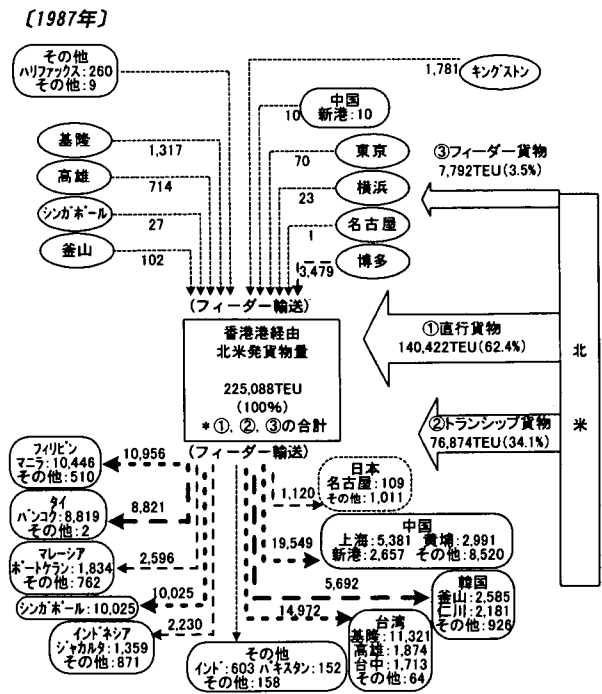 〔1987年〕
その他
ハリファックス:260
その他:9
1,781
キングストン
中国
新港:10
10
基隆
1,317
東京
70
③フィーダー貨物
7,792TEU(3.5%)
高雄
714
横浜
23
シンガポール
27
名古屋
1
釜山
102
博多
3,479
(フィーダー輸送)
香港港経由
北米発貨物量
225,088TEU
(100%)
*①,②,③の合計
①直行貨物
140,422TEU(62.4%)
北
米
②トランシップ貨物
76,874TEU(34.1%)
(フィーダー輸送)
フィリピン
マニラ:10,446
その他:510
10,956
日本
名古屋:109
その他:1,011
1,120
タイ
バンコク:8,819
その他:2
8,821
中国
上海:5,381 黄埔:2,991
新港:2,657 その他:8,520
19,549
マレーシア
ポートケラン:1,834
その他:762
2,596
5,692
韓国
釜山:2,585
仁川:2,181
その他:926
シンガポール:10,025
10,025
14,972
台湾
基隆:11,321
高雄:1,874
台中:1,713
その他:64
インドネシア
ジャカルタ:1,359
その他:871
2,230
その他
インド:603 パキスタン:152
その他:158